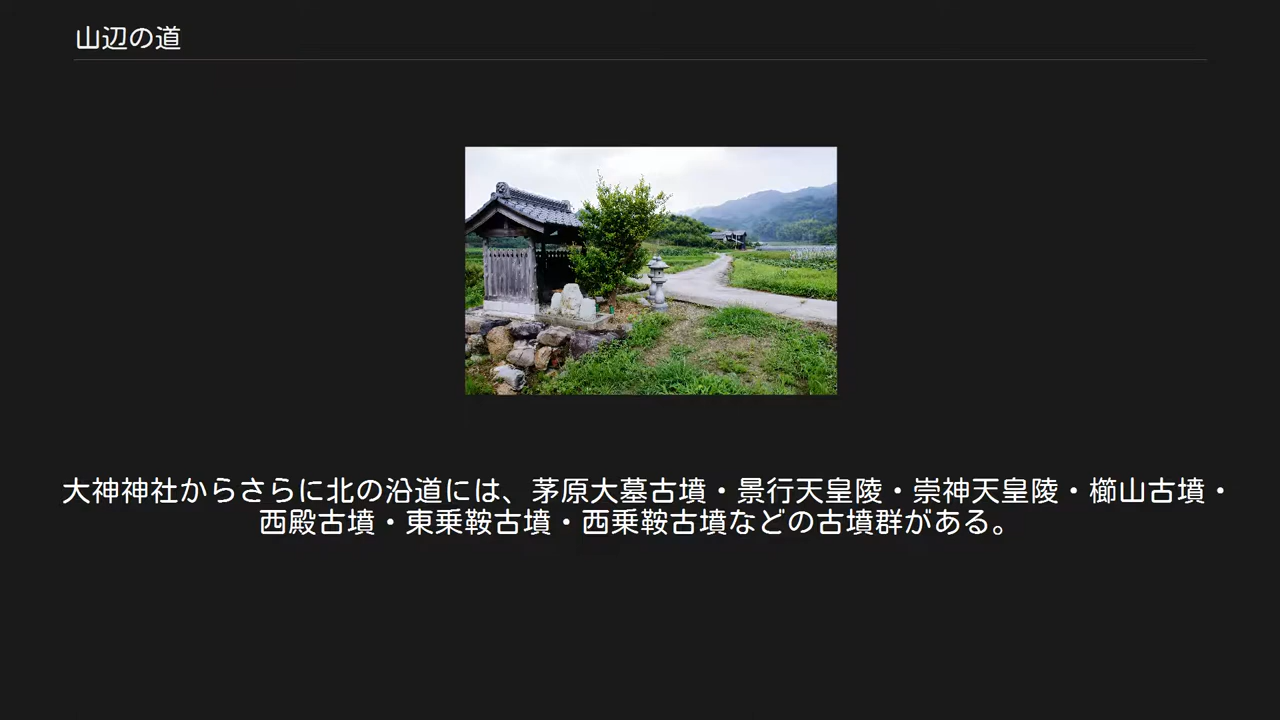 山辺の道
大神神社からさらに北の沿道には、茅原大墓古墳・景行天皇陵・崇神天皇陵・櫛山古墳・
西殿古墳・東乗鞍古墳・西乗鞍古墳などの古墳群がある。